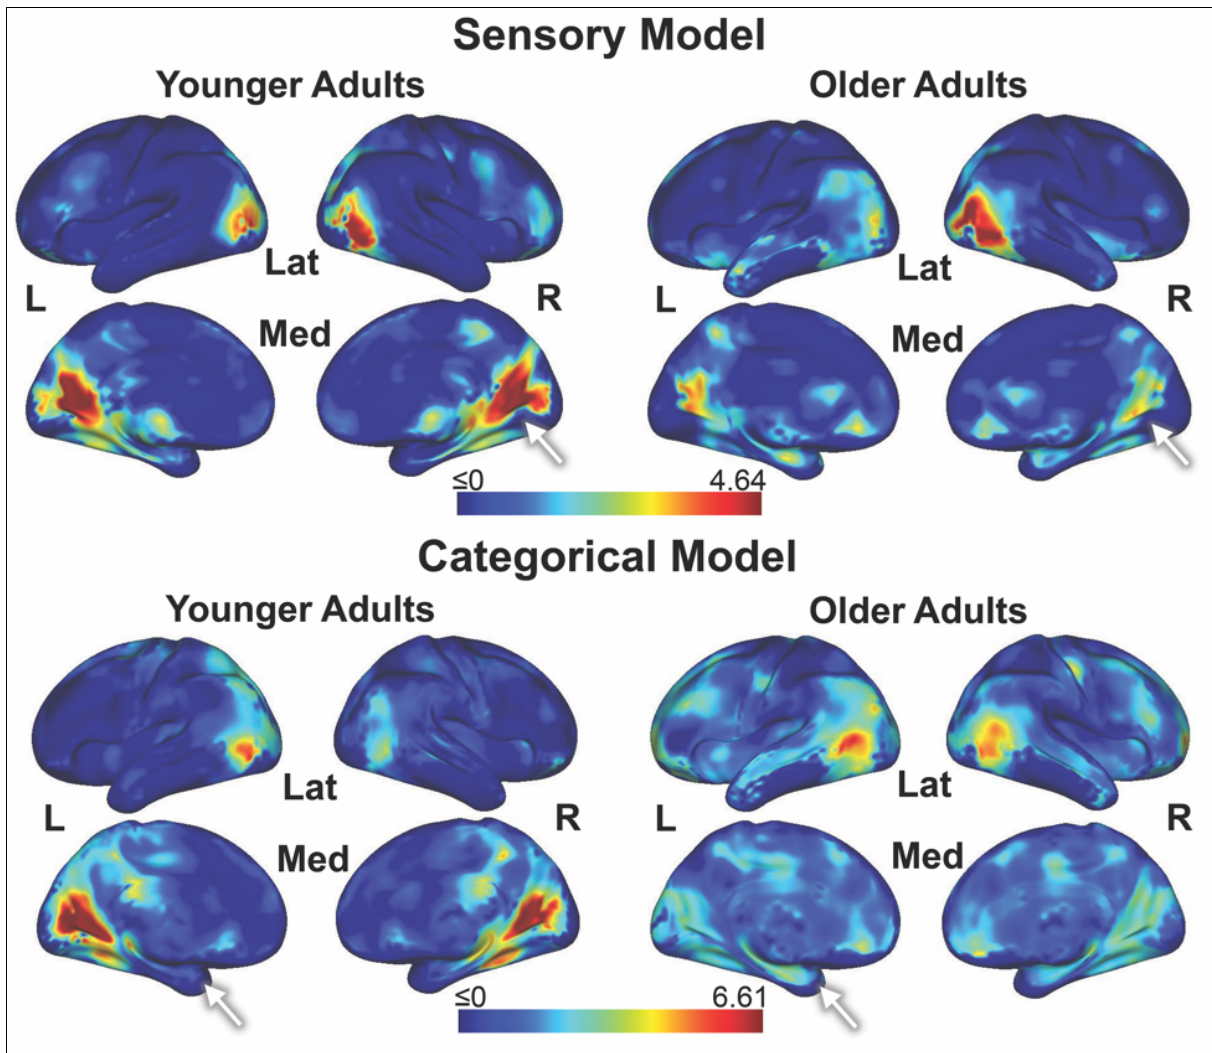 Sensory Model
Younger Adults
Older Adults
Lat
Lat
L
R
L
R
Med
Med
≤0
4.64
Categorical Model
Younger Adults
Older Adults
Lat
Lat
L
R
L
R
Med
Med
≤0
6.61